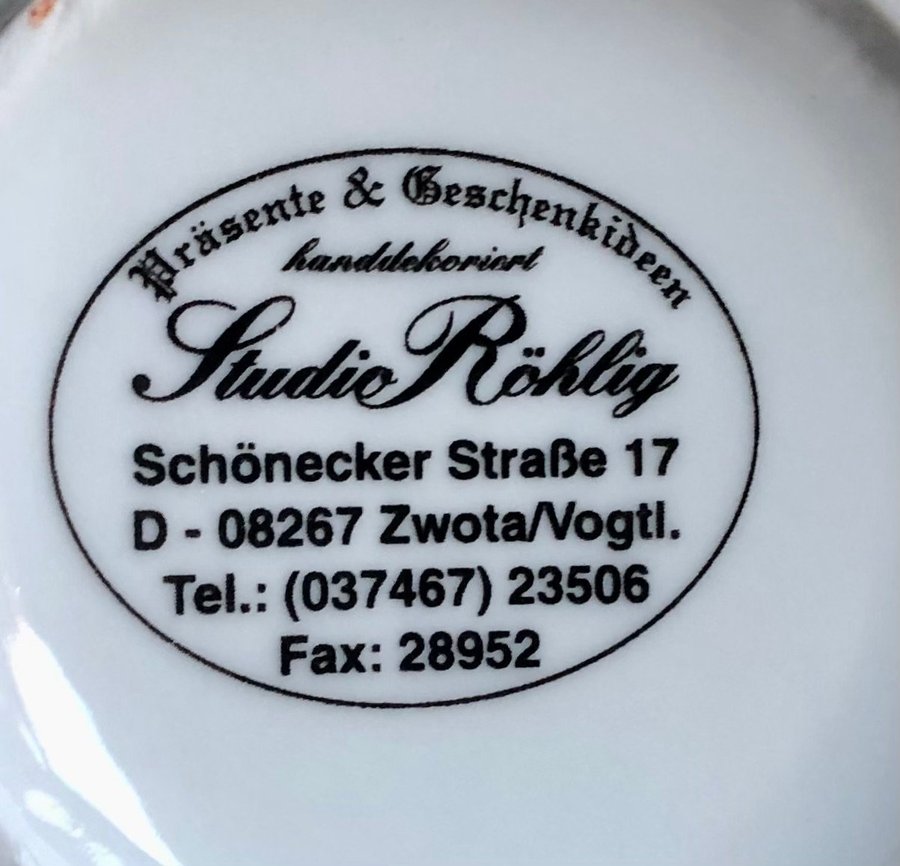 Präsente & Geschenkideen
handdekoriert
Studio Röhlig
Schönecker Straße 17
D - 08267 Zwota/Vogtl.
Tel.: (037467) 23506
Fax: 28952